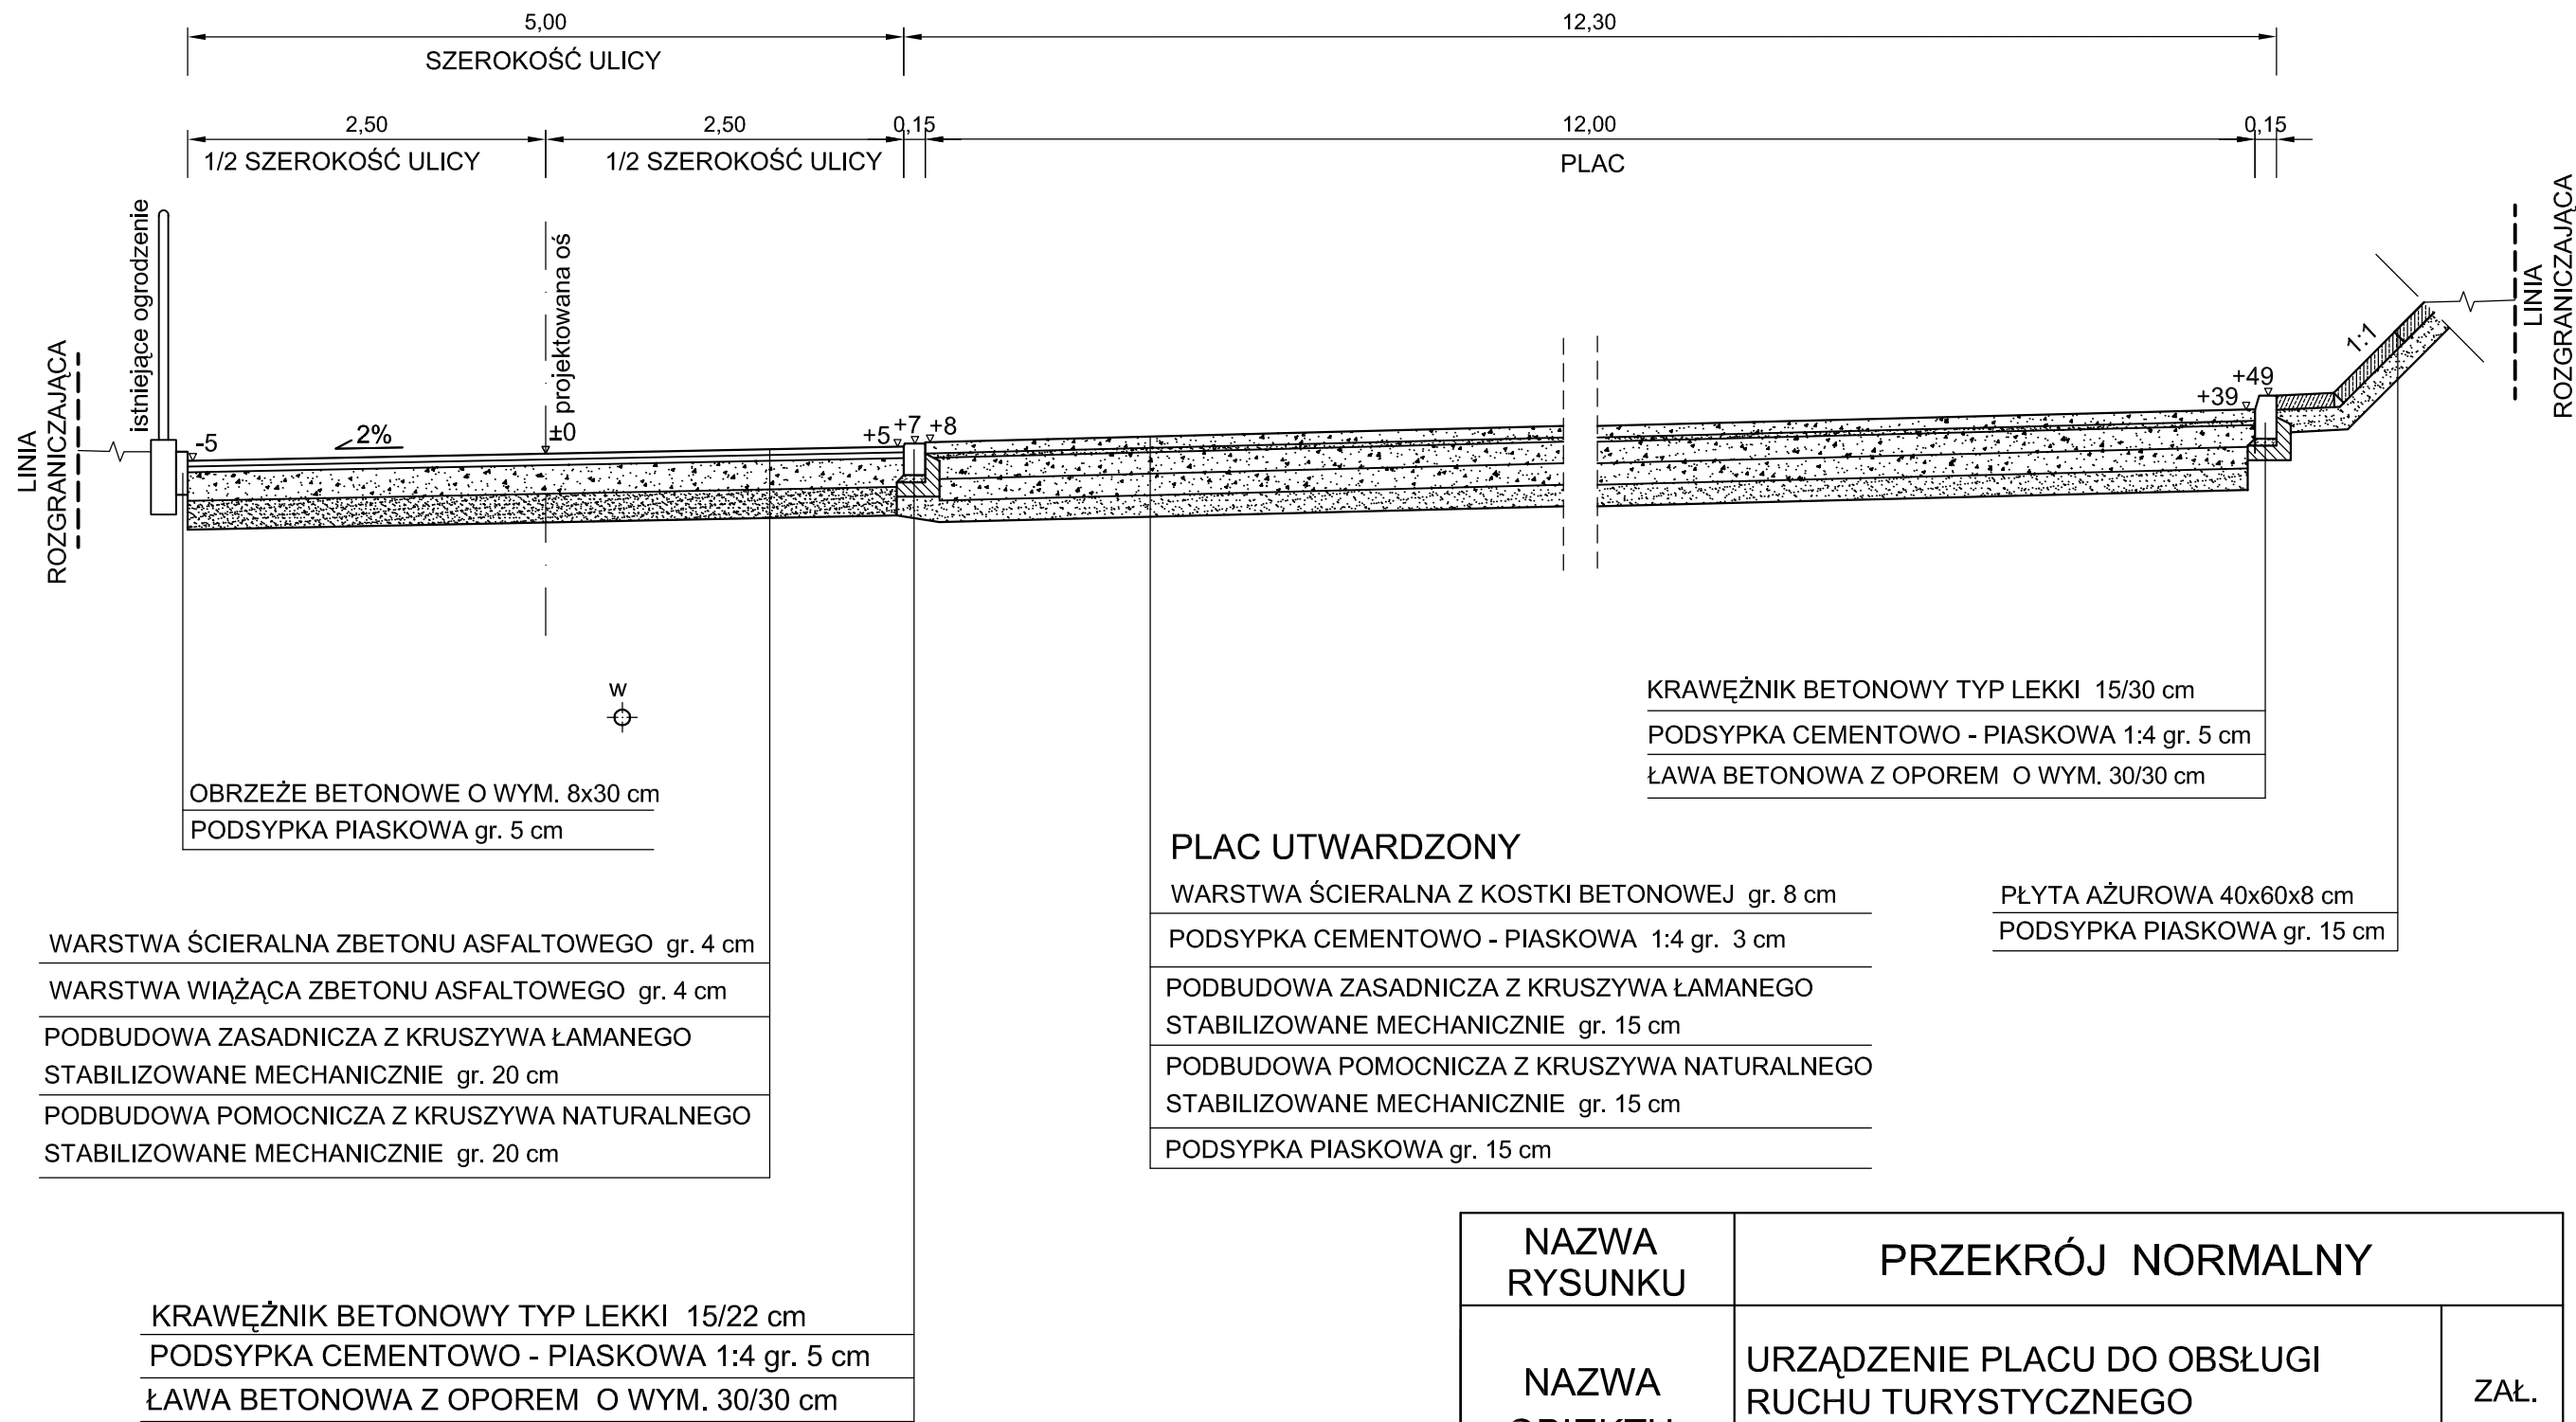 5,00
12,30
SZEROKOŚĆ ULICY
2,50
2,50
0,15
12,00
0,15
1/2 SZEROKOŚĆ ULICY
1/2 SZEROKOŚĆ ULICY
PLAC
LINIA
ROZGRANICZAJĄCA
istniejące ogrodzenie
projektowana oś
-5
2%
±0
+5
+7
+8
+39
+49
1:1
LINIA
ROZGRANICZAJĄCA
w
OBRZEŻE BETONOWE O WYM. 8x30 cm
PODSYPKA PIASKOWA gr. 5 cm
KRAWĘŻNIK BETONOWY TYP LEKKI 15/30 cm
PODSYPKA CEMENTOWO - PIASKOWA 1:4 gr. 5 cm
ŁAWA BETONOWA Z OPOREM O WYM. 30/30 cm
WARSTWA ŚCIERALNA ZBETONU ASFALTOWEGO gr. 4 cm
WARSTWA WIĄŻĄCA ZBETONU ASFALTOWEGO gr. 4 cm
PODBUDOWA ZASADNICZA Z KRUSZYWA ŁAMANEGO
STABILIZOWANE MECHANICZNIE gr. 20 cm
PODBUDOWA POMOCNICZA Z KRUSZYWA NATURALNEGO
STABILIZOWANE MECHANICZNIE gr. 20 cm
PLAC UTWARDZONY
WARSTWA ŚCIERALNA Z KOSTKI BETONOWEJ gr. 8 cm
PODSYPKA CEMENTOWO - PIASKOWA 1:4 gr. 3 cm
PODBUDOWA ZASADNICZA Z KRUSZYWA ŁAMANEGO
STABILIZOWANE MECHANICZNIE gr. 15 cm
PODBUDOWA POMOCNICZA Z KRUSZYWA NATURALNEGO
STABILIZOWANE MECHANICZNIE gr. 15 cm
PODSYPKA PIASKOWA gr. 15 cm
PŁYTA AŻUROWA 40x60x8 cm
PODSYPKA PIASKOWA gr. 15 cm
KRAWĘŻNIK BETONOWY TYP LEKKI 15/22 cm
PODSYPKA CEMENTOWO - PIASKOWA 1:4 gr. 5 cm
ŁAWA BETONOWA Z OPOREM O WYM. 30/30 cm
NAZWA
RYSUNKU
PRZEKRÓJ NORMALNY
NAZWA
OBIEKTU
URZĄDZENIE PLACU DO OBSŁUGI
RUCHU TURYSTYCZNEGO
ZAŁ.